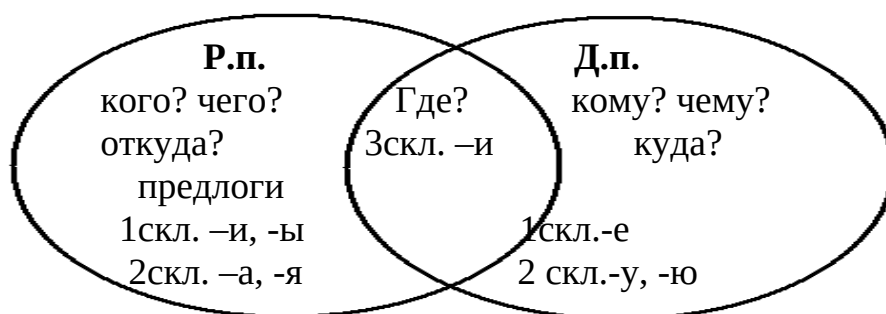 Р.п. Д.п.
кого? чего? Где? кому? чему?
откуда? 3скл. –и куда?
предлоги
1скл. –и, -ы 1скл.-е
2скл. –а, -я 2 скл.-у, -ю